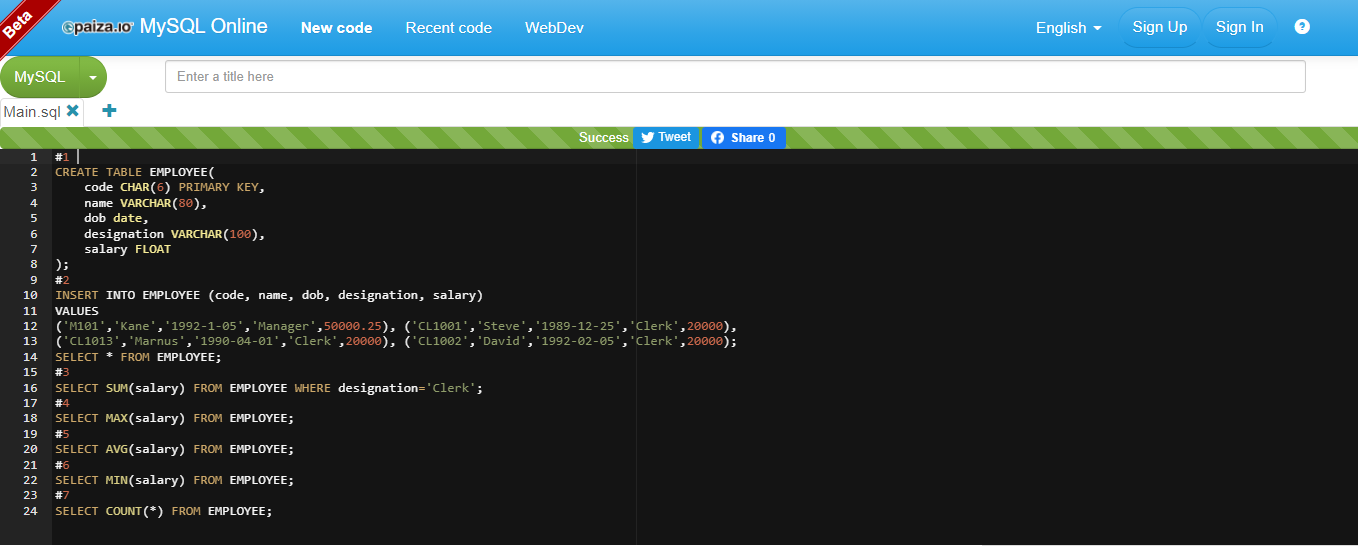 Beta
paiza.IO MySQL Online New code Recent code WebDev English Sign Up Sign In ?
MySQL Enter a title here
Main.sql
Success Tweet Share 0
1 #1
2 CREATE TABLE EMPLOYEE(
3 code CHAR(6) PRIMARY KEY,
4 name VARCHAR(80),
5 dob date,
6 designation VARCHAR(100),
7 salary FLOAT
8 );
9 #2
10 INSERT INTO EMPLOYEE (code, name, dob, designation, salary)
11 VALUES
12 ('M101','Kane','1992-1-05','Manager',50000.25), ('CL1001','Steve','1989-12-25','Clerk',20000),
13 ('CL1013','Marnus','1990-04-01','Clerk',20000), ('CL1002','David','1992-02-05','Clerk',20000);
14 SELECT * FROM EMPLOYEE;
15 #3
16 SELECT SUM(salary) FROM EMPLOYEE WHERE designation='Clerk';
17 #4
18 SELECT MAX(salary) FROM EMPLOYEE;
19 #5
20 SELECT AVG(salary) FROM EMPLOYEE;
21 #6
22 SELECT MIN(salary) FROM EMPLOYEE;
23 #7
24 SELECT COUNT(*) FROM EMPLOYEE;